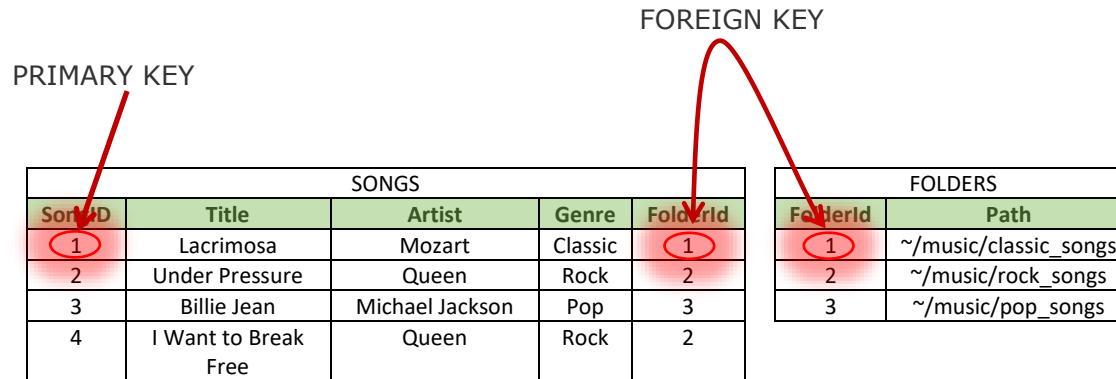 FOREIGN KEY
PRIMARY KEY
SONGS
SongID Title Artist Genre FolderId
1 Lacrimosa Mozart Classic 1
2 Under Pressure Queen Rock 2
3 Billie Jean Michael Jackson Pop 3
4 I Want to Break Queen Rock 2
Free
FOLDERS
FolderId Path
1 ~/music/classic_songs
2 ~/music/rock_songs
3 ~/music/pop_songs